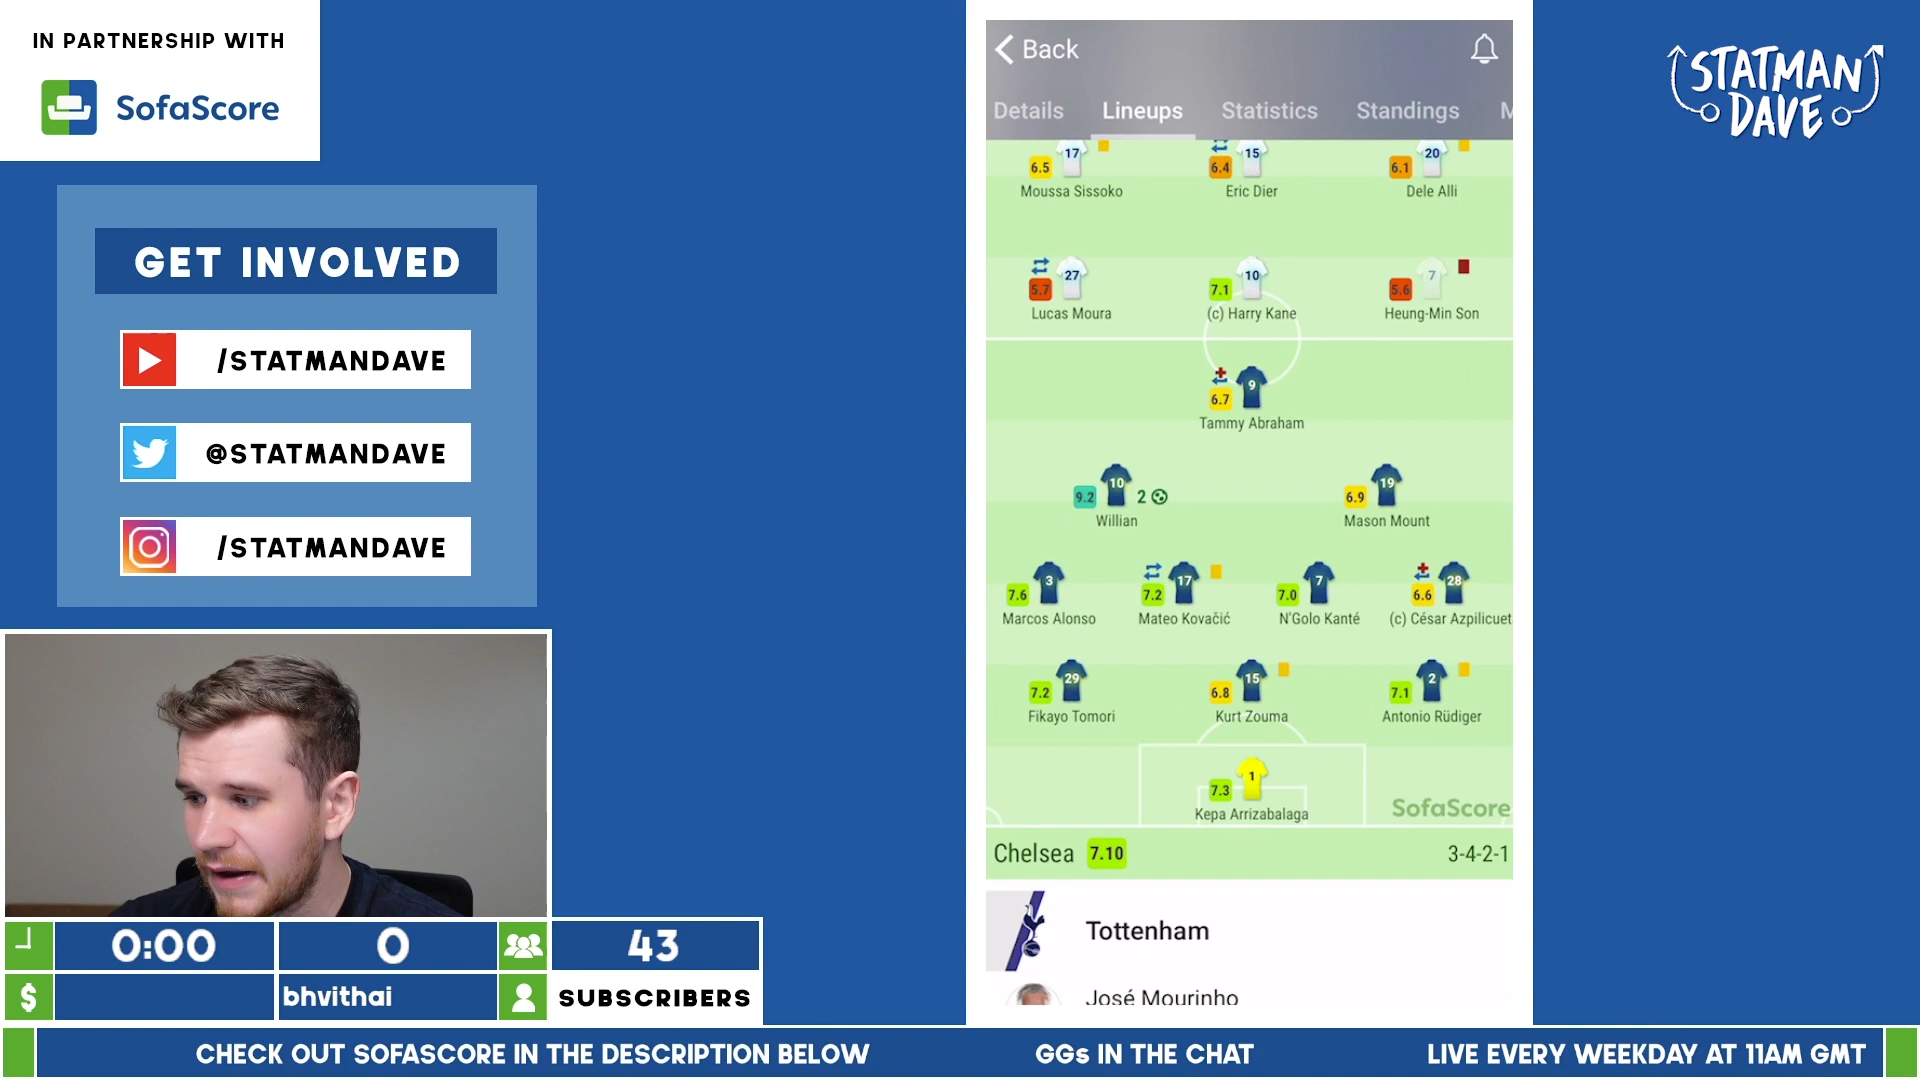 IN PARTNERSHIP WITH
SofaScore
GET INVOLVED
/STATMANDAVE
@STATMANDAVE
/STATMANDAVE
0:00
0
43
$
bhvithai
SUBSCRIBERS
Back
Details Lineups Statistics Standings M
17 15 20
6.5 6.4 6.1
Moussa Sissoko Eric Dier Dele Alli
27 10 7
5.7 7.1 5.6
Lucas Moura (c) Harry Kane Heung-Min Son
9
6.7
Tammy Abraham
10 19
9.2 2 6.9
Willian Mason Mount
3 17 7 28
7.6 7.2 7.0 6.6
Marcos Alonso Mateo Kovačić N'Golo Kanté (c) César Azpilicuet
29 15 2
7.2 6.8 7.1
Fikayo Tomori Kurt Zouma Antonio Rüdiger
1
7.3
Kepa Arrizabalaga
SofaScore
Chelsea 7.10 3-4-2-1
Tottenham
José Mourinho
STATMAN
DAVE
CHECK OUT SOFASCORE IN THE DESCRIPTION BELOW GGs IN THE CHAT LIVE EVERY WEEKDAY AT 11AM GMT